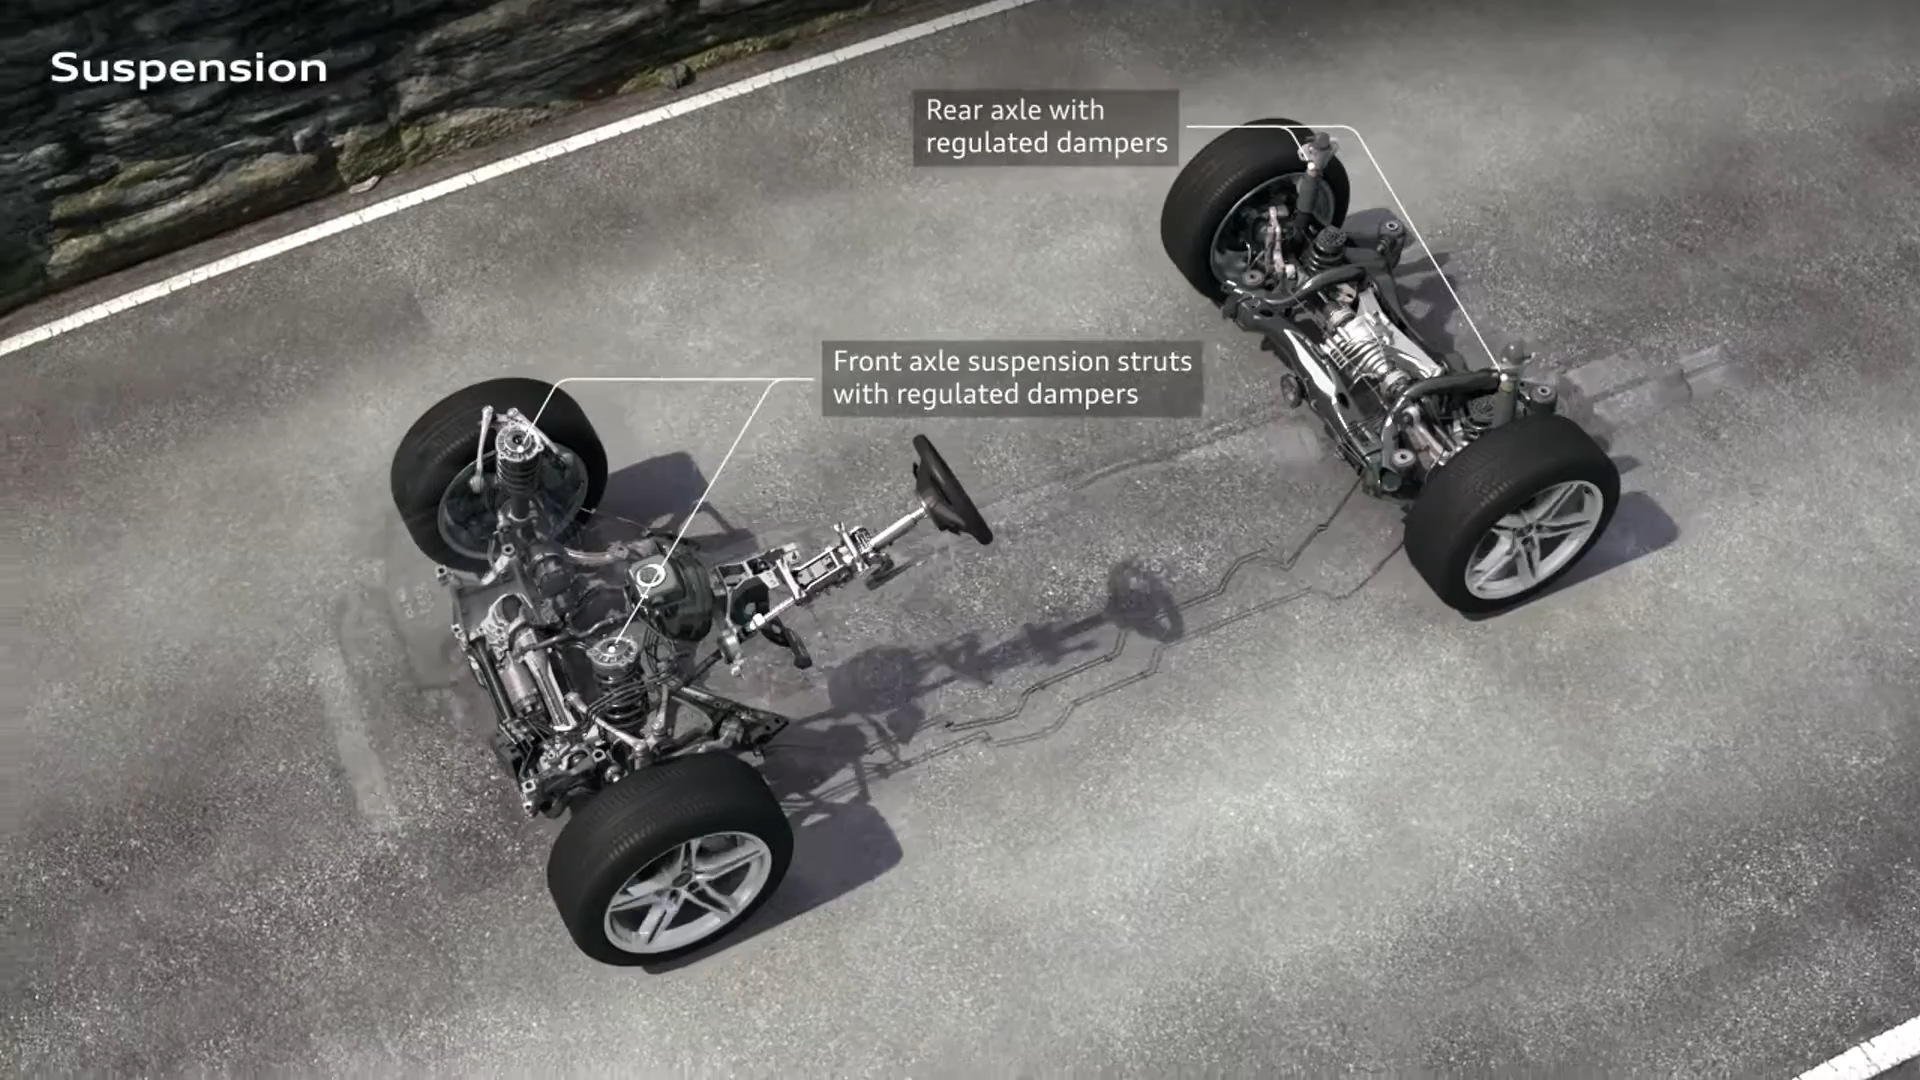 Suspension
Rear axle with
regulated dampers
Front axle suspension struts
with regulated dampers